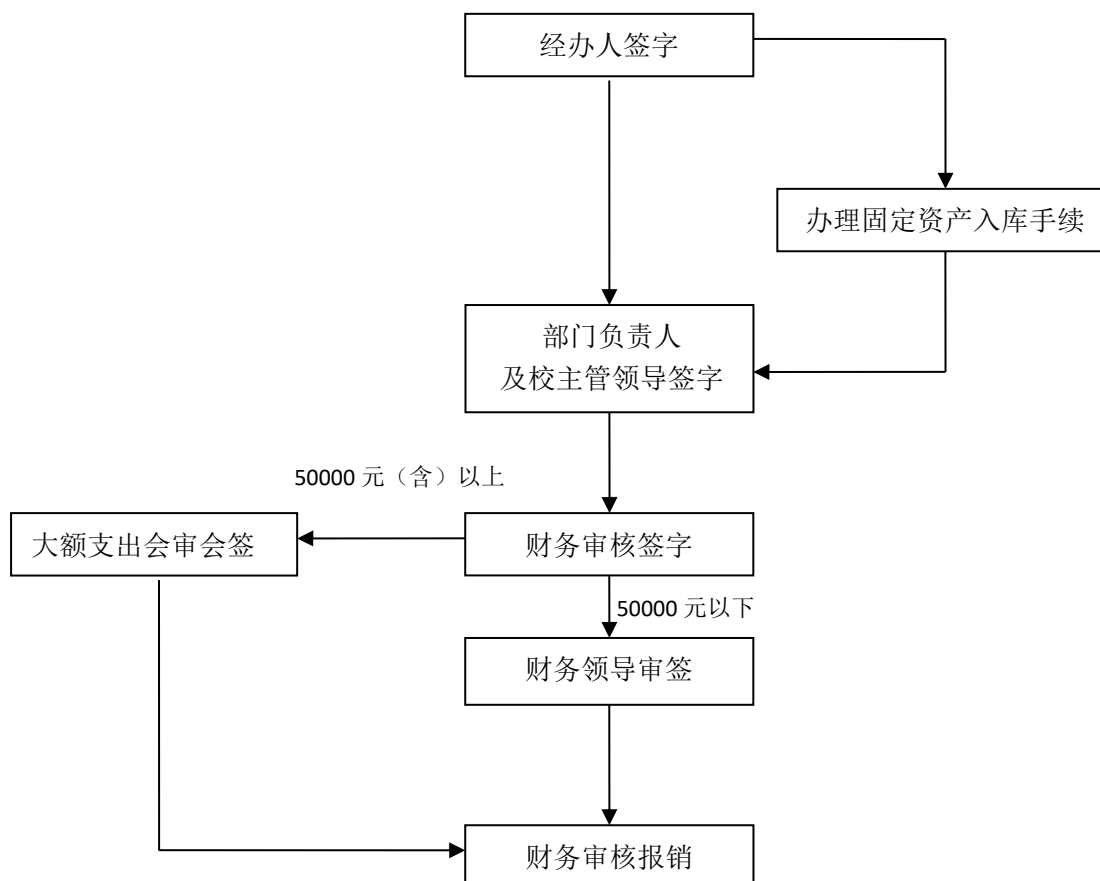 经办人签字
办理固定资产入库手续
部门负责人
及校主管领导签字
50000 元（含）以上
大额支出会审会签
财务审核签字
50000 元以下
财务领导审签
财务审核报销